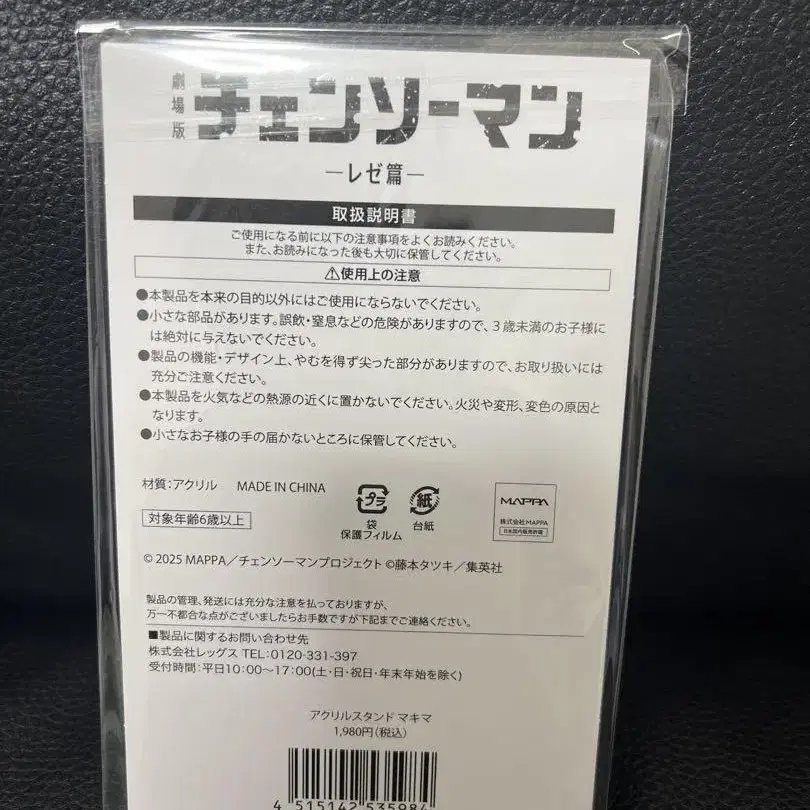 劇場版
チェンソーマン
―レゼ篇―
取扱説明書
ご使用になる前に以下の注意事項をよくお読みください。
また、お読みになった後も大切に保管してください。
⚠使用上の注意
●本製品を本来の目的以外にはご使用にならないでください。
●小さな部品があります。誤飲・窒息などの危険がありますので、3歳未満のお子様に
は絶対に与えないでください。
●製品の機能・デザイン上、やむを得ず尖った部分がありますので、お取り扱いには
充分ご注意ください。
●本製品を火気などの熱源の近くに置かないでください。火災や変形、変色の原因と
なります。
●小さなお子様の手の届かないところに保管してください。
材質：アクリル MADE IN CHINA
対象年齢6歳以上
プラ
袋
保護フィルム
紙
台紙
MAPPA
株式会社MAPPA
日本国内販売許諾
© 2025 MAPPA／チェンソーマンプロジェクト ©藤本タツキ／集英社
製品の管理、発送には充分な注意を払っておりますが、
万一不都合な点がございましたらお手数ですが下記までご連絡ください。
■製品に関するお問い合わせ先
株式会社レッグス TEL：0120-331-397
受付時間：平日10：00～17：00(土・日・祝日・年末年始を除く)
アクリルスタンド マキマ
1,980円（税込）
4 515142 535984